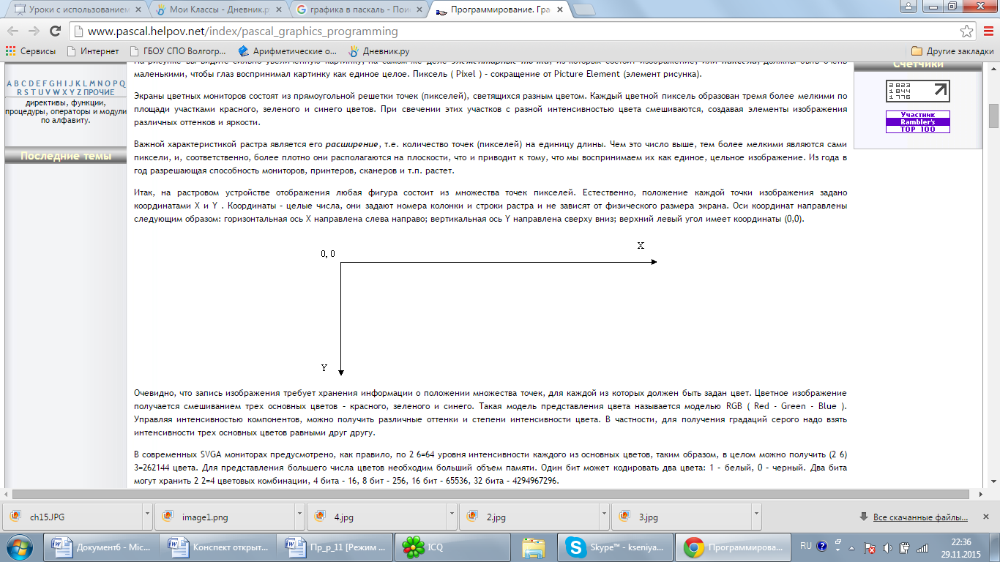 Уроки с использованием
Мои Классы - Дневник.ру
графика в паскаль - Пои
Программирование. Гра
www.pascal.helpov.net/index/pascal_graphics_programming
Сервисы
Интернет
ГБОУ СПО Волгогр...
Арифметические о...
Дневник.ру
Другие закладки
маленькими, чтобы глаз воспринимал картинку как единое целое. Пиксель ( Pixel ) - сокращение от Picture Element (элемент рисунка).
Экраны цветных мониторов состоят из прямоугольной решетки точек (пикселей), светящихся разным цветом. Каждый цветной пиксель образован тремя более мелкими по
площади участками красного, зеленого и синего цветов. При свечении этих участков с разной интенсивностью цвета смешиваются, создавая элементы изображения
различных оттенков и яркости.
Важной характеристикой растра является его расширение, т.е. количество точек (пикселей) на единицу длины. Чем это число выше, тем более мелкими являются сами
пиксели, и, соответственно, более плотно они располагаются на плоскости, что и приводит к тому, что мы воспринимаем их как единое, цельное изображение. Из года в
год разрешающая способность мониторов, принтеров, сканеров и т.п. растет.
Итак, на растровом устройстве отображения любая фигура состоит из множества точек пикселей. Естественно, положение каждой точки изображения задано
координатами X и Y . Координаты - целые числа, они задают номера колонки и строки растра и не зависят от физического размера экрана. Оси координат направлены
следующим образом: горизонтальная ось X направлена слева направо; вертикальная ось Y направлена сверху вниз; верхний левый угол имеет координаты (0,0).
0, 0
X
Y
Очевидно, что запись изображения требует хранения информации о положении множества точек, для каждой из которых должен быть задан цвет. Цветное изображение
получается смешиванием трех основных цветов - красного, зеленого и синего. Такая модель представления цвета называется моделью RGB ( Red - Green - Blue ).
Управляя интенсивностью компонентов, можно получить различные оттенки и степени интенсивности цвета. В частности, для получения градаций серого надо взять
интенсивности трех основных цветов равными друг другу.
В современных SVGA мониторах предусмотрено, как правило, по 2 6=64 уровня интенсивности каждого из основных цветов, таким образом, в целом можно получить (2 6)
3=262144 цвета. Для представления большего числа цветов необходим больший объем памяти. Один бит может кодировать два цвета: 1 - белый, 0 - черный. Два бита
могут хранить 2 2=4 цветовых комбинации, 4 бита - 16, 8 бит - 256, 16 бит - 65536, 32 бита - 4294967296.
A B C D E F G H I J K L M N O P Q
R S T U V W X Y Z ПРОЧИЕ
директивы, функции,
процедуры, операторы и модули
по алфавиту.
Последние темы
Счетчики
2 823
1 844
1 776
Участник
Rambler's
TOP 100
ch15.JPG
image1.png
4.jpg
2.jpg
3.jpg
Все скачанные файлы...
Документ6 - Mic...
Конспект открыт...
Пр_р_11 [Режим ...
ICQ
Skype™ - kseniya...
Программирова...
RU
22:36
29.11.2015